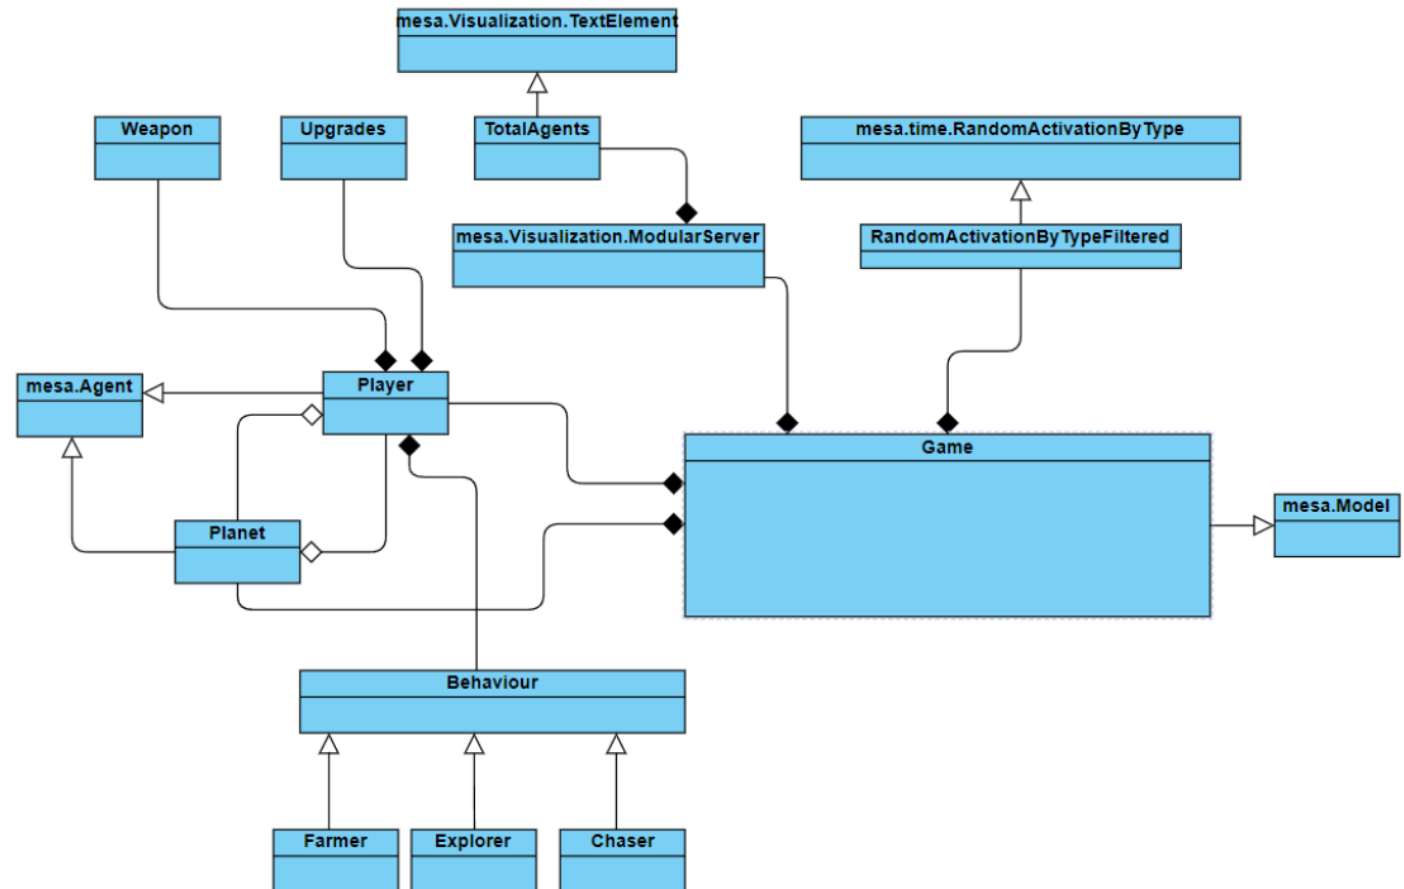 mesa.Visualization.TextElement
Weapon
Upgrades
TotalAgents
mesa.time.RandomActivationByType
mesa.Visualization.ModularServer
RandomActivationByTypeFiltered
mesa.Agent
Player
Game
mesa.Model
Planet
Behaviour
Farmer
Explorer
Chaser